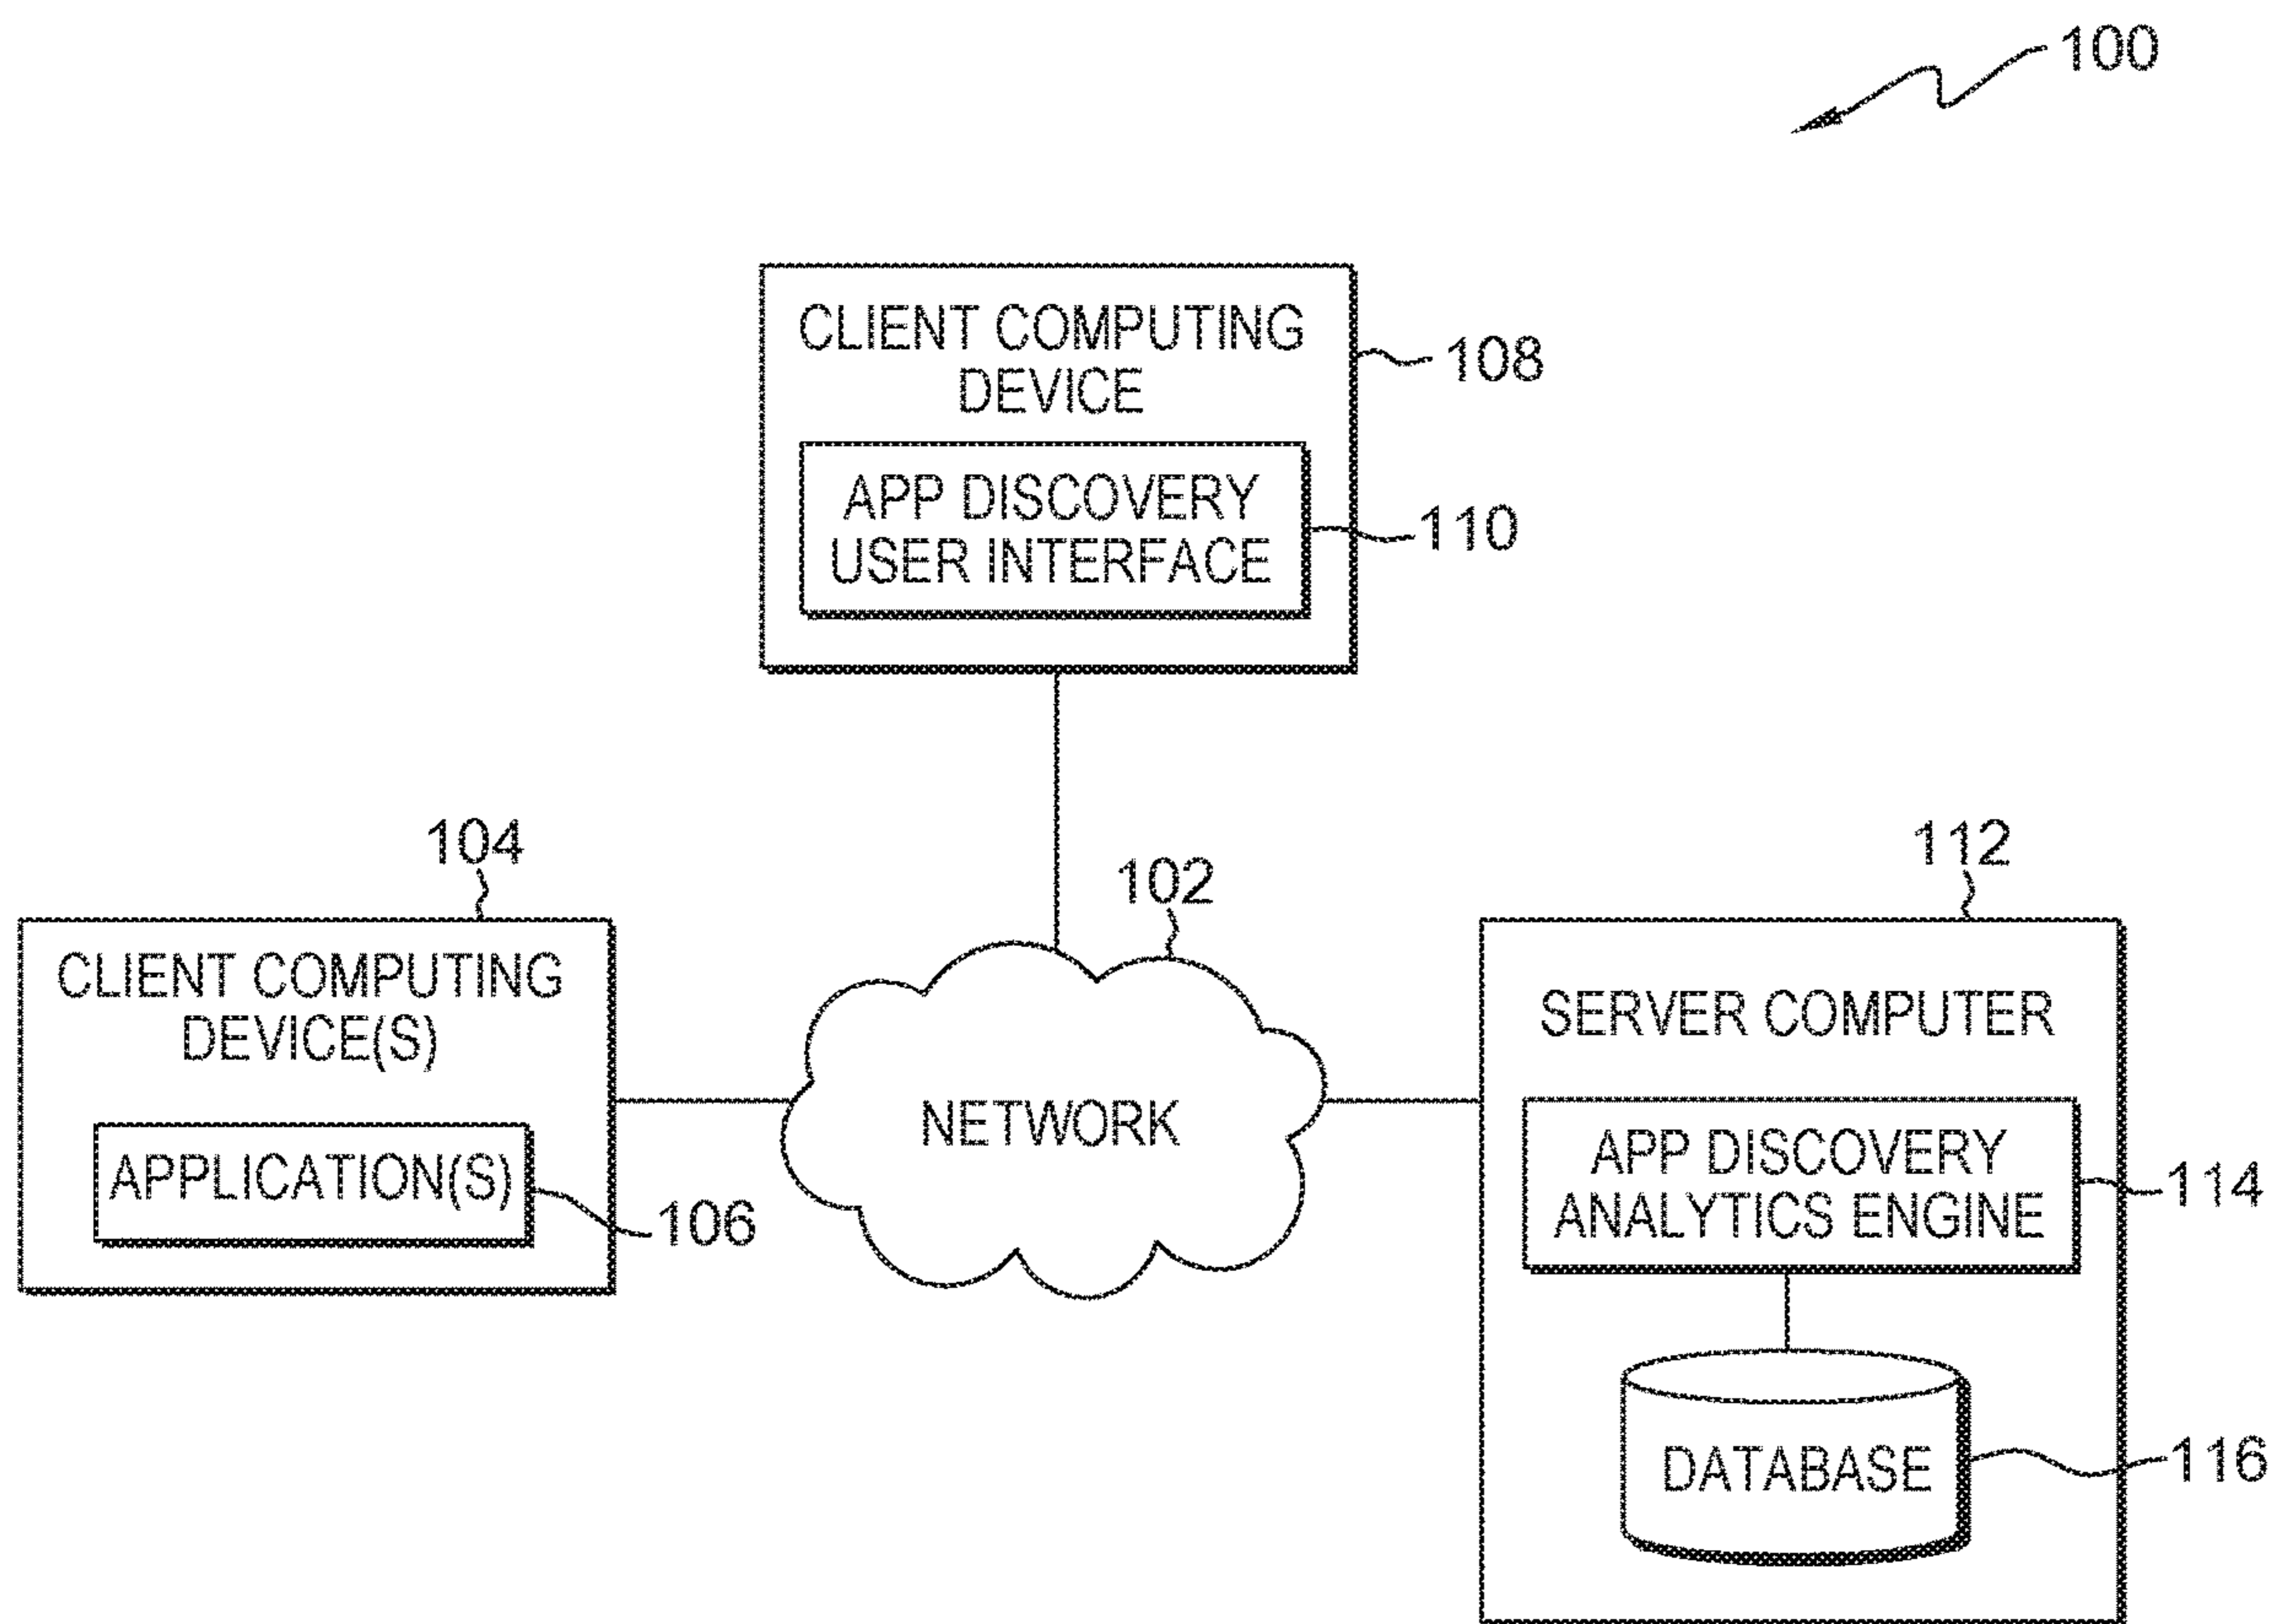 100
CLIENT COMPUTING
DEVICE
108
APP DISCOVERY
USER INTERFACE
110
104
CLIENT COMPUTING
DEVICE(S)
APPLICATION(S)
106
102
NETWORK
112
SERVER COMPUTER
APP DISCOVERY
ANALYTICS ENGINE
114
DATABASE
116